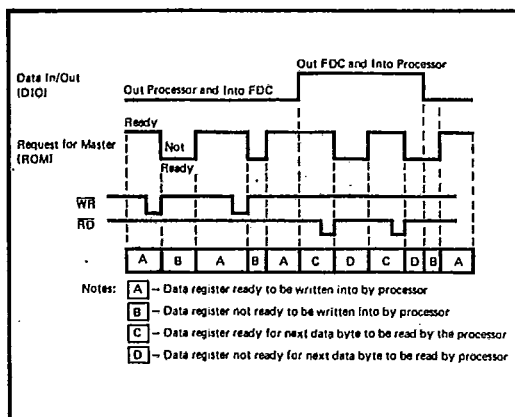 Out FDC and Into Processor
Data In/Out
(DIO)
Out Processor and Into FDC
Ready
Request for Master
(ROM)
Not
Ready
WR
RD
A B A B A C D C D B A
Notes: A – Data register ready to be written into by processor
B – Data register not ready to be written into by processor
C – Data register ready for next data byte to be read by the processor
D – Data register not ready for next data byte to be read by processor